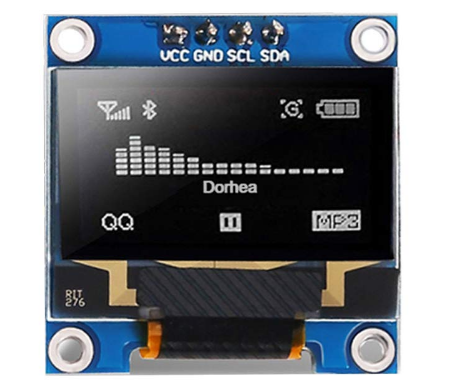 VCC GND SCL SDA
G
Dorhea
QQ
MP3
RIT
276